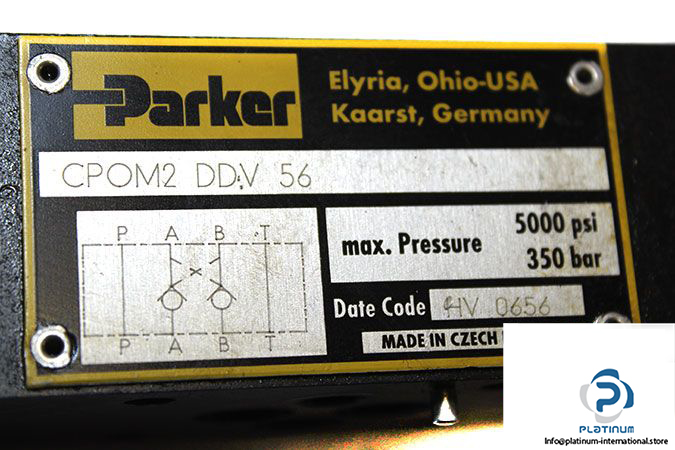 Parker
Elyria, Ohio-USA
Kaarst, Germany
CPOM2 DDV 56
P A B T
x
P A B T
max. Pressure
5000 psi
350 bar
Date Code HV 0656
MADE IN CZECH
PLATINUM
Info@platinum-international.store